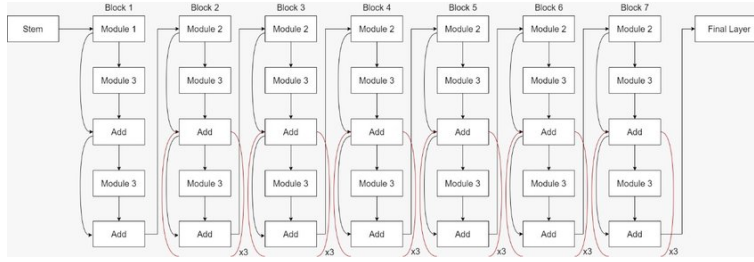 Block 1 Block 2 Block 3 Block 4 Block 5 Block 6 Block 7
Stem Module 1 Module 2 Module 2 Module 2 Module 2 Module 2 Module 2 Final Layer
Module 3 Module 3 Module 3 Module 3 Module 3 Module 3 Module 3
Add Add Add Add Add Add Add
Module 3 Module 3 Module 3 Module 3 Module 3 Module 3 Module 3
Add Add Add Add Add Add Add
x3 x3 x3 x3 x3 x3